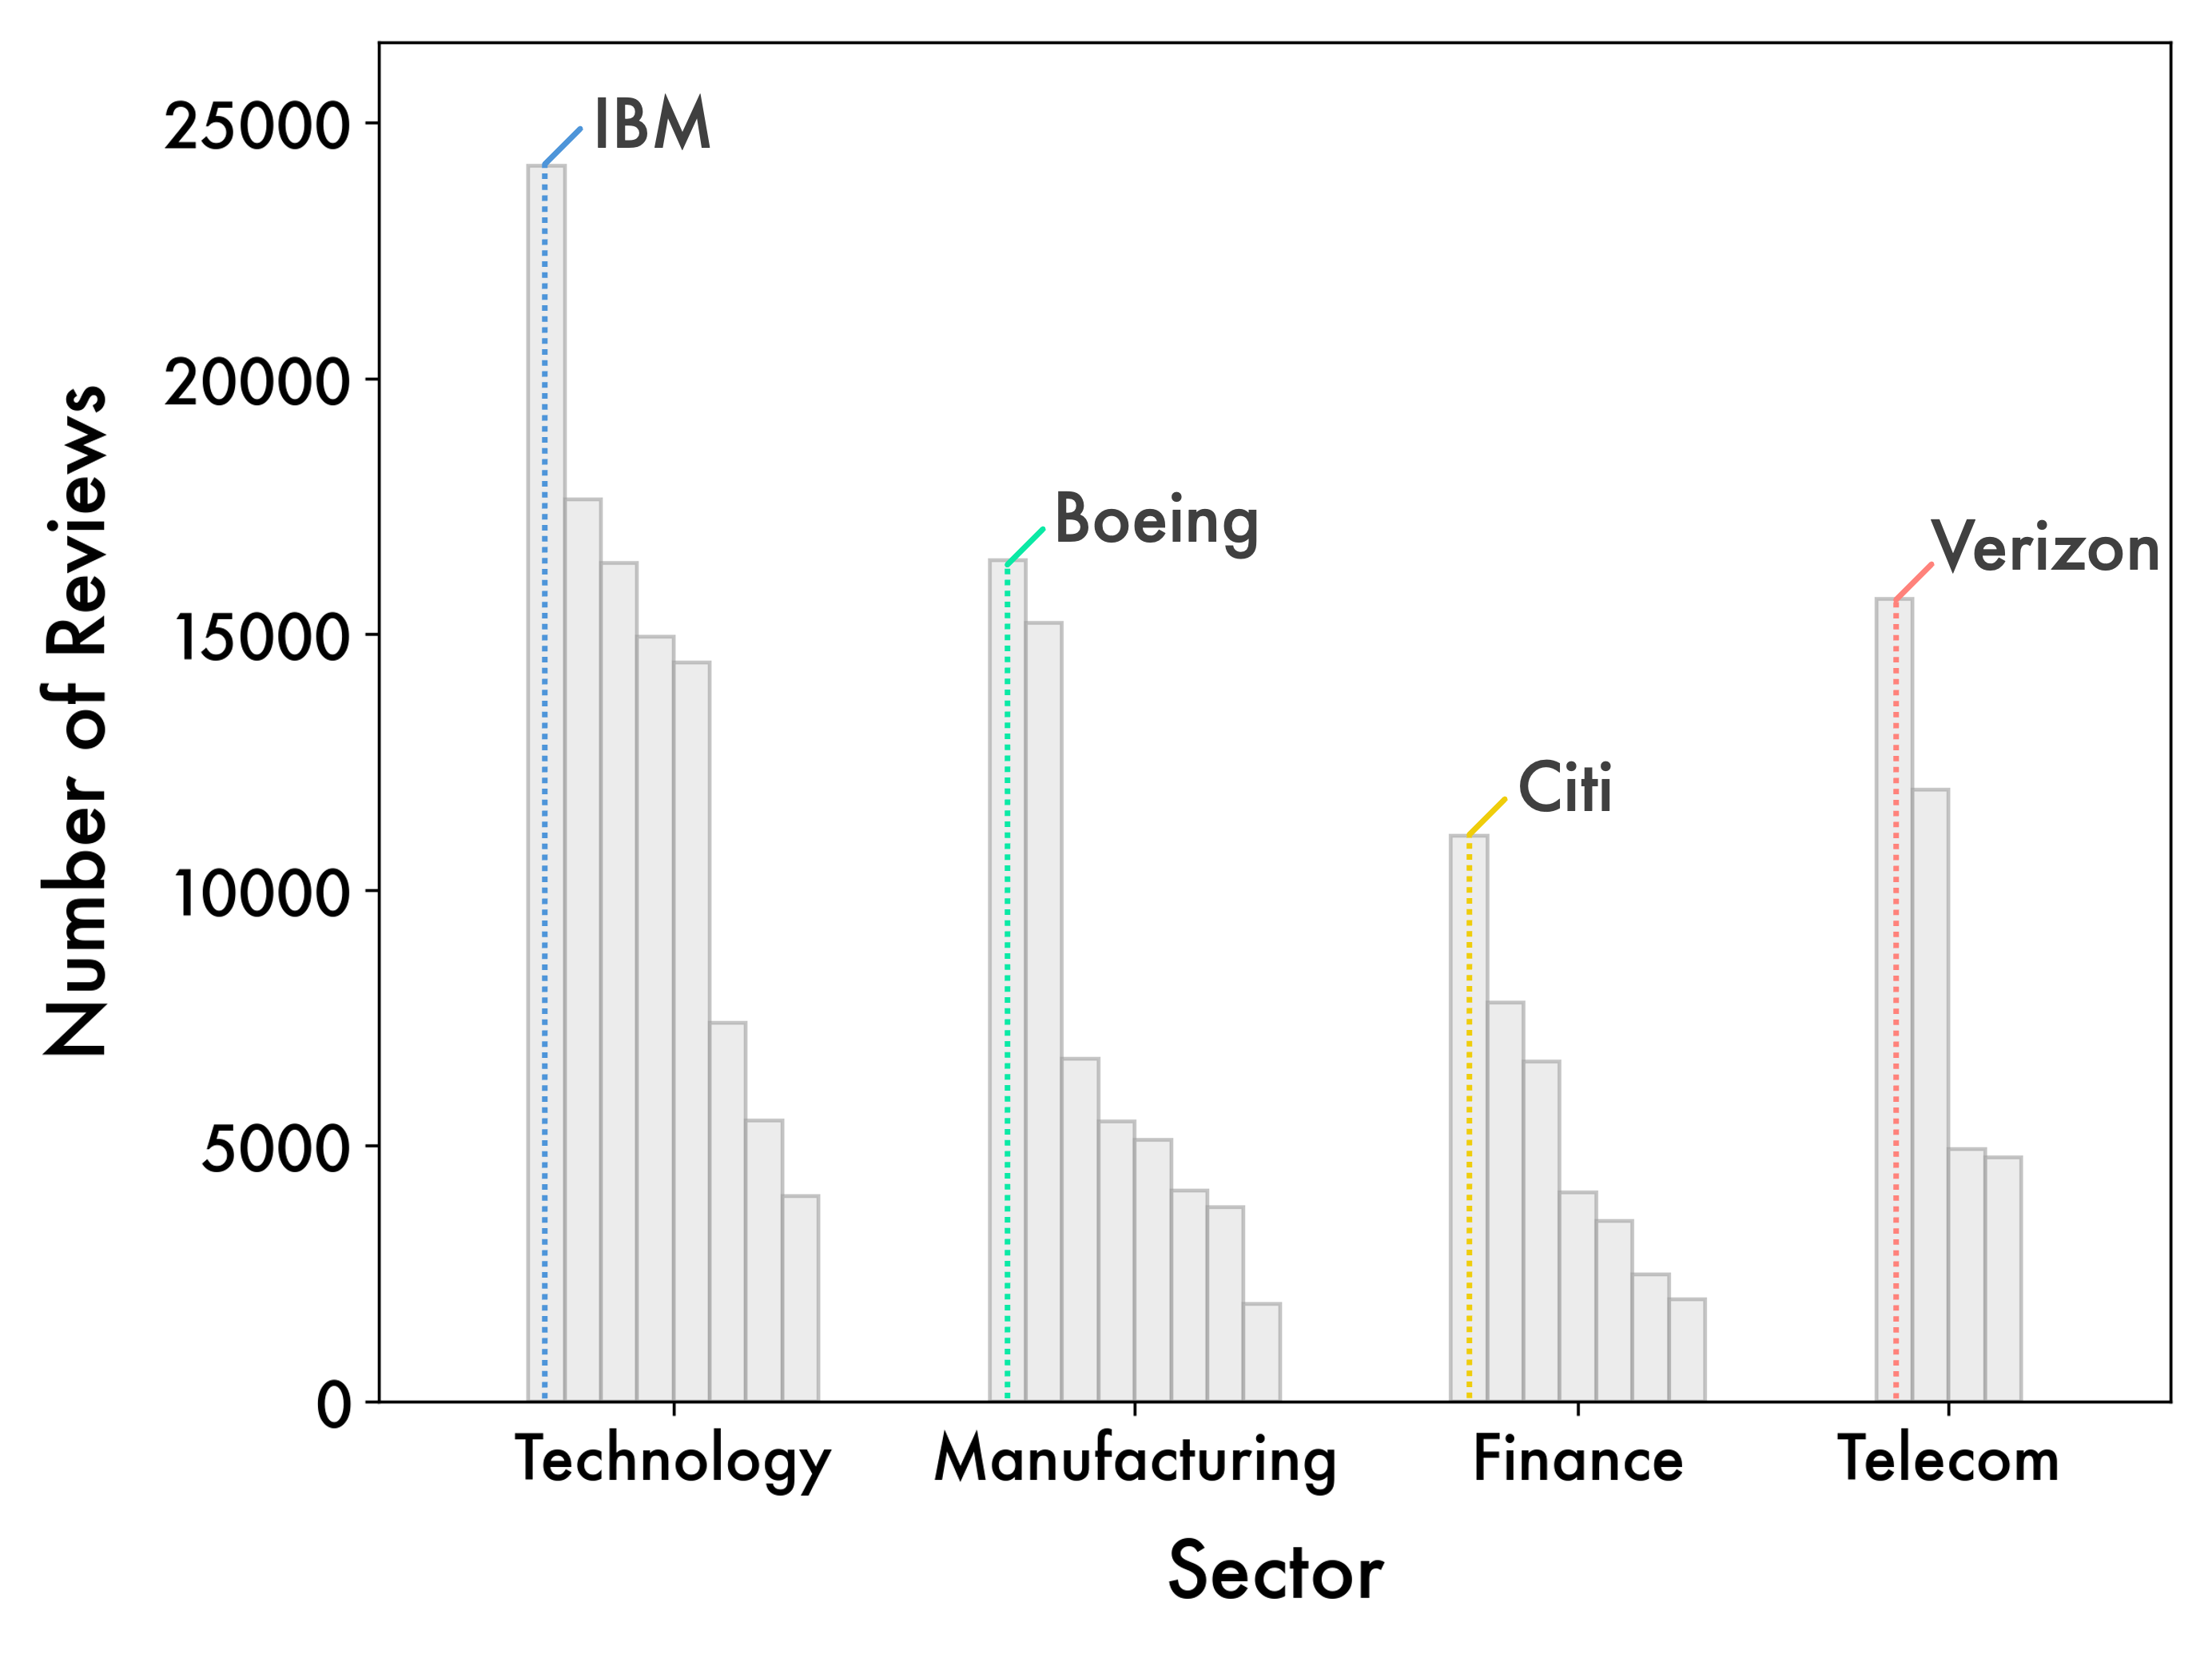 Number of Reviews
25000
20000
15000
10000
5000
0
IBM
Boeing
Citi
Verizon
Technology
Manufacturing
Finance
Telecom
Sector